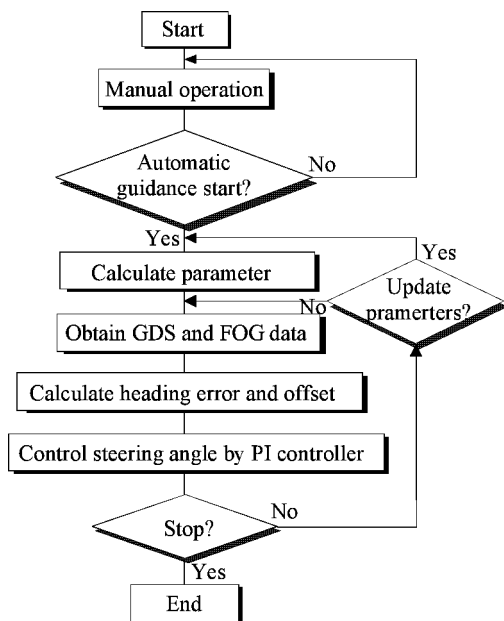 Start
Manual operation
Automatic
guidance start?
No
Yes
Calculate parameter
Yes
Update
pramerters?
No
Obtain GDS and FOG data
Calculate heading error and offset
Control steering angle by PI controller
Stop?
No
Yes
End